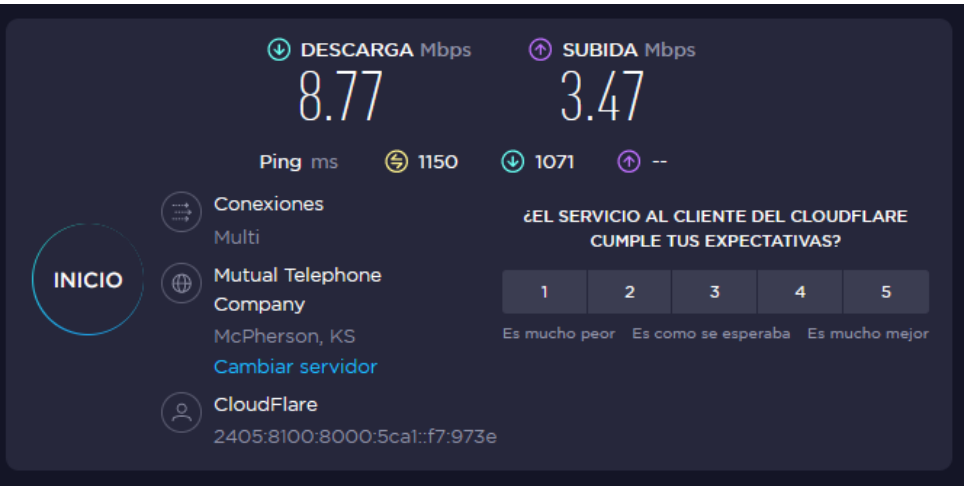 DESCARGA Mbps
SUBIDA Mbps
8.77
3.47
Ping ms 1150 1071 --
Conexiones
Multi
INICIO
Mutual Telephone
Company
McPherson, KS
Cambiar servidor
CloudFlare
2405:8100:8000:5ca1::f7:973e
¿EL SERVICIO AL CLIENTE DEL CLOUDFLARE
CUMPLE TUS EXPECTATIVAS?
1 2 3 4 5
Es mucho peor Es como se esperaba Es mucho mejor